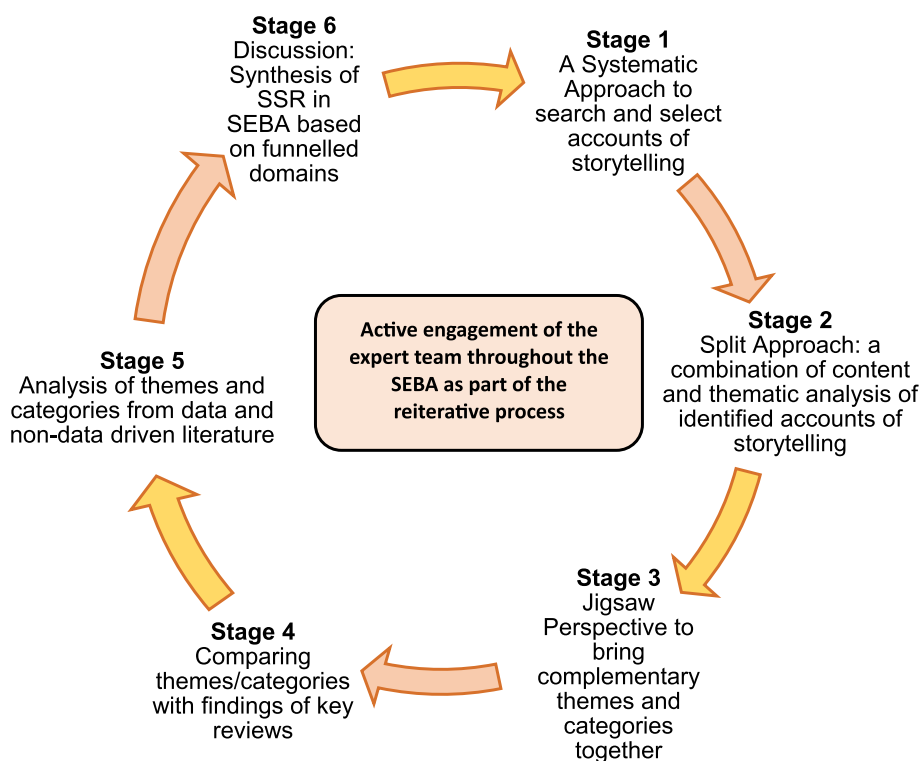 Stage 6
Discussion:
Synthesis of
SSR in
SEBA based
on funnelled
domains
Stage 1
A Systematic
Approach to
search and select
accounts of
storytelling
Stage 2
Split Approach: a
combination of content
and thematic analysis of
identified accounts of
storytelling
Active engagement of the
expert team throughout the
SEBA as part of the
reiterative process
Stage 5
Analysis of themes and
categories from data and
non-data driven literature
Stage 3
Jigsaw
Perspective to
bring
complementary
themes and
categories
together
Stage 4
Comparing
themes/categories
with findings of key
reviews